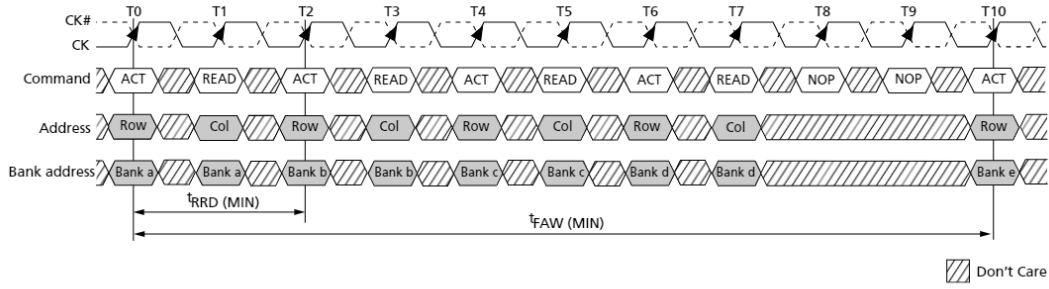 T0 T1 T2 T3 T4 T5 T6 T7 T8 T9 T10
CK#
CK
Command ACT READ ACT READ ACT READ ACT READ NOP NOP ACT
Address Row Col Row Col Row Col Row Col Row
Bank address Bank a Bank a Bank b Bank b Bank c Bank c Bank d Bank d Bank e
tRRD (MIN)
tFAW (MIN)
Don't Care